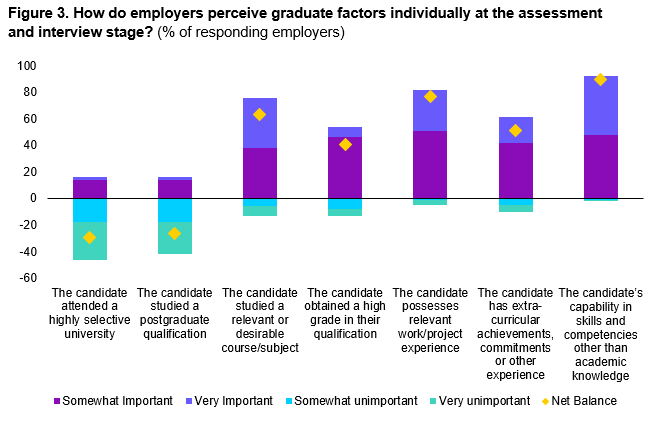 Figure 3. How do employers perceive graduate factors individually at the assessment
and interview stage? (% of responding employers)
100
80
60
40
20
0
-20
-40
-60
The candidate
attended a
highly selective
university
The candidate
studied a
postgraduate
qualification
The candidate
studied a
relevant or
desirable
course/subject
The candidate
obtained a high
grade in their
qualification
The candidate
possesses
relevant
work/project
experience
The candidate
has extra-
curricular
achievements,
commitments
or other
experience
The candidate's
capability in
skills and
competencies
other than
academic
knowledge
Somewhat Important
Very Important
Somewhat unimportant
Very unimportant
Net Balance